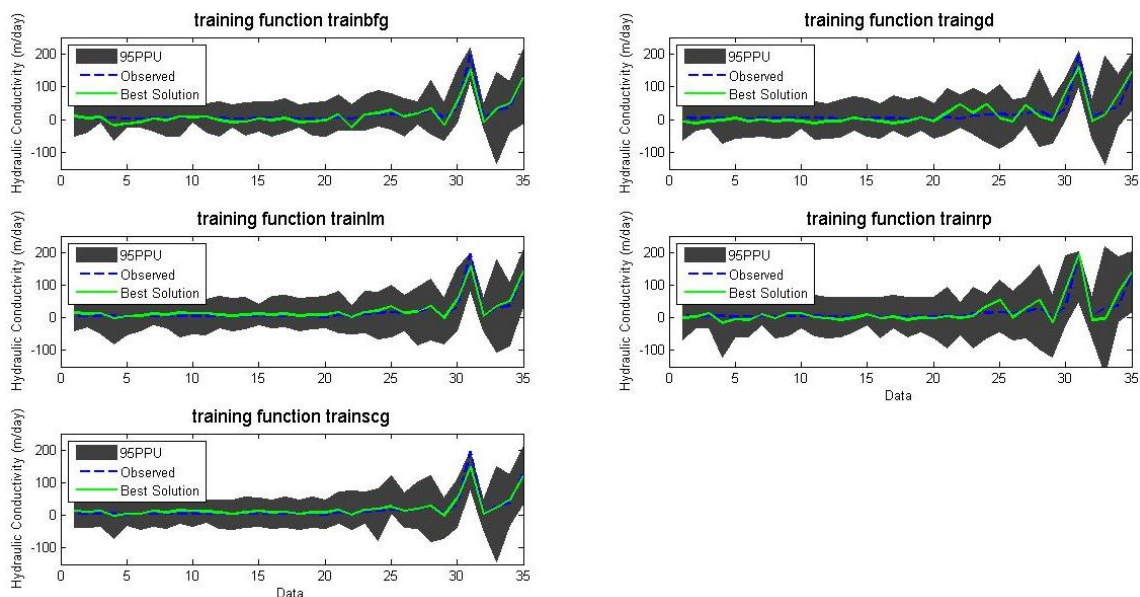 training function trainbfg
Hydraulic Conductivity (m/day)
200
100
0
-100
95PPU
Observed
Best Solution
0 5 10 15 20 25 30 35
training function traingd
Hydraulic Conductivity (m/day)
200
100
0
-100
95PPU
Observed
Best Solution
0 5 10 15 20 25 30 35
training function trainlm
Hydraulic Conductivity (m/day)
200
100
0
-100
95PPU
Observed
Best Solution
0 5 10 15 20 25 30 35
training function trainrp
Hydraulic Conductivity (m/day)
200
100
0
-100
95PPU
Observed
Best Solution
0 5 10 15 20 25 30 35
Data
training function trainscg
Hydraulic Conductivity (m/day)
200
100
0
-100
95PPU
Observed
Best Solution
0 5 10 15 20 25 30 35
Data